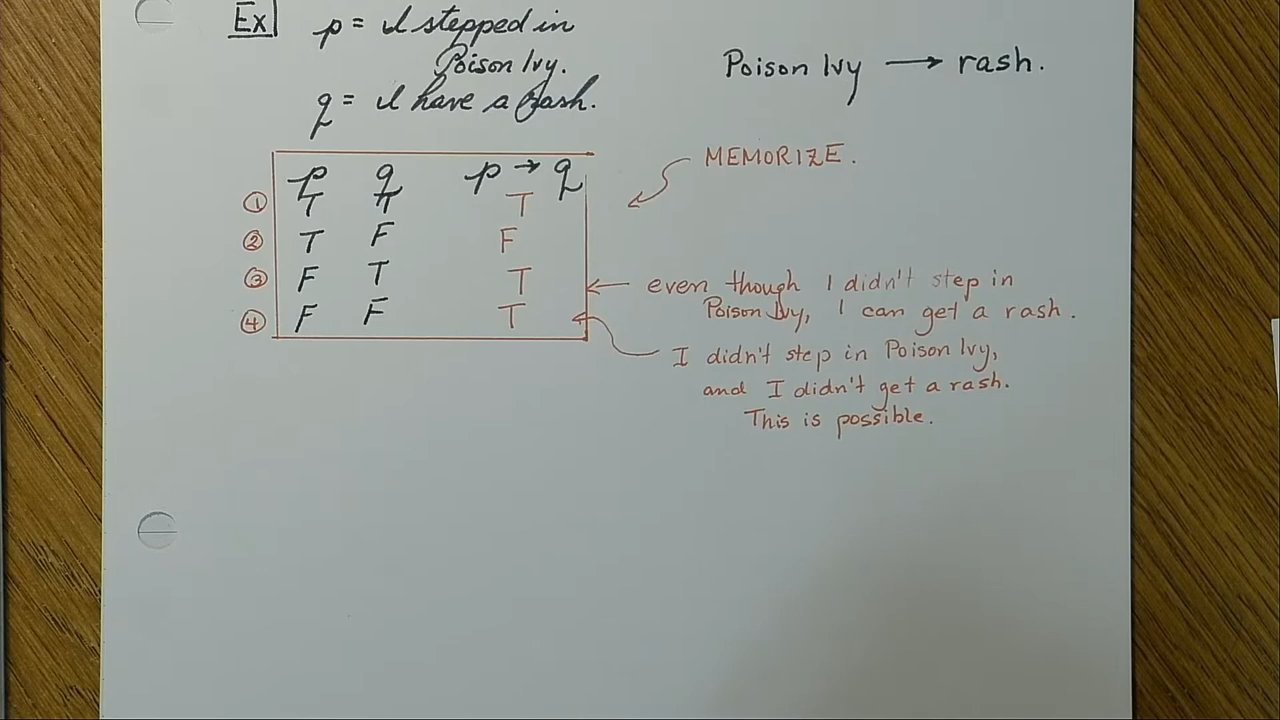 Ex p = I stepped in
Poison Ivy.
Poison Ivy → rash.
q = I have a Rash.
MEMORIZE.
p q p → q
① T T T
② T F F
③ F T T
even though I didn't step in
Poison Ivy, I can get a rash.
④ F F T
I didn't step in Poison Ivy,
and I didn't get a rash.
This is possible.